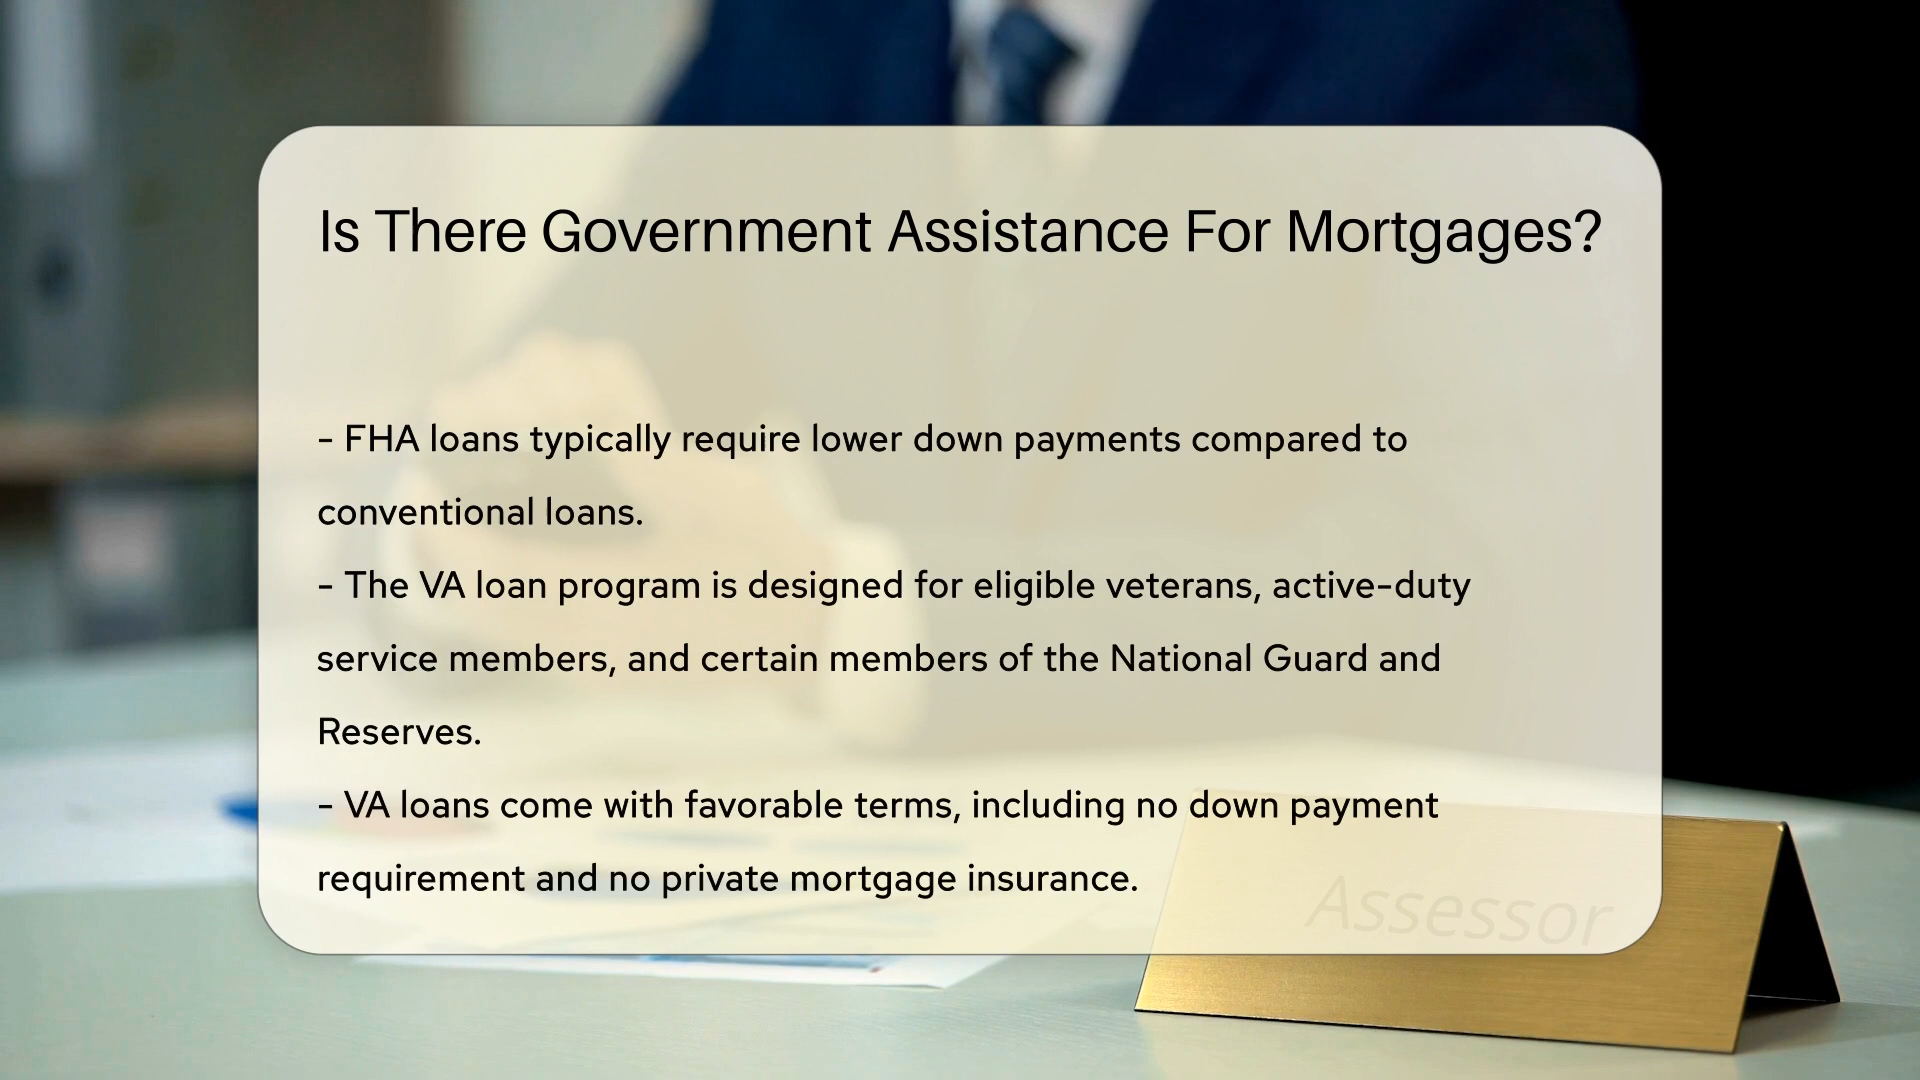 Is There Government Assistance For Mortgages?
- FHA loans typically require lower down payments compared to
conventional loans.
- The VA loan program is designed for eligible veterans, active-duty
service members, and certain members of the National Guard and
Reserves.
- VA loans come with favorable terms, including no down payment
requirement and no private mortgage insurance.
Assessor